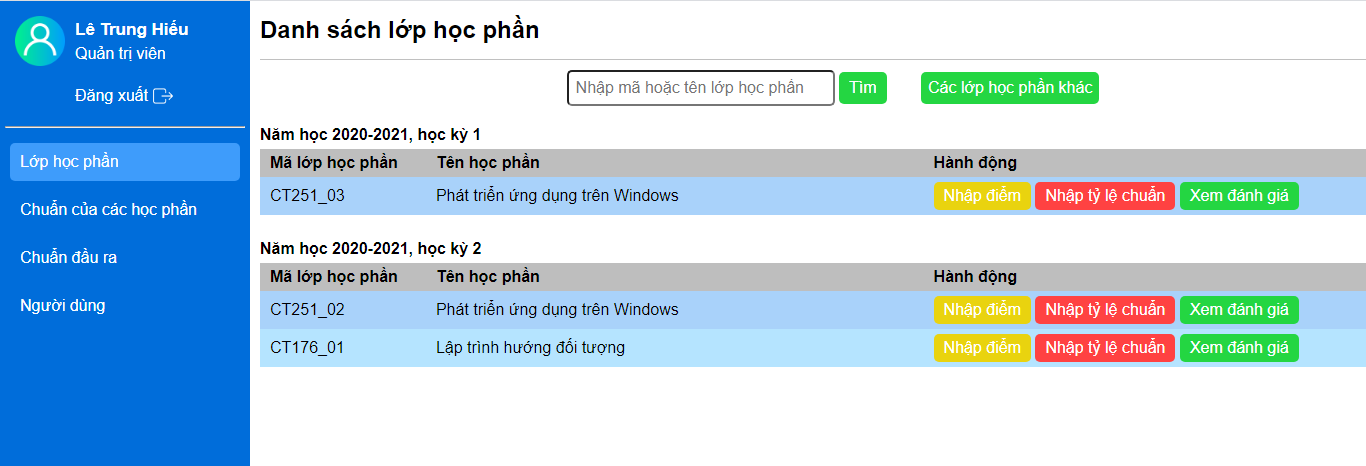 Lê Trung Hiếu
Quản trị viên
Đăng xuất
Lớp học phần
Chuẩn của các học phần
Chuẩn đầu ra
Người dùng
Danh sách lớp học phần
Nhập mã hoặc tên lớp học phần Tìm Các lớp học phần khác
Năm học 2020-2021, học kỳ 1
Mã lớp học phần Tên học phần Hành động
CT251_03 Phát triển ứng dụng trên Windows Nhập điểm Nhập tỷ lệ chuẩn Xem đánh giá
Năm học 2020-2021, học kỳ 2
Mã lớp học phần Tên học phần Hành động
CT251_02 Phát triển ứng dụng trên Windows Nhập điểm Nhập tỷ lệ chuẩn Xem đánh giá
CT176_01 Lập trình hướng đối tượng Nhập điểm Nhập tỷ lệ chuẩn Xem đánh giá